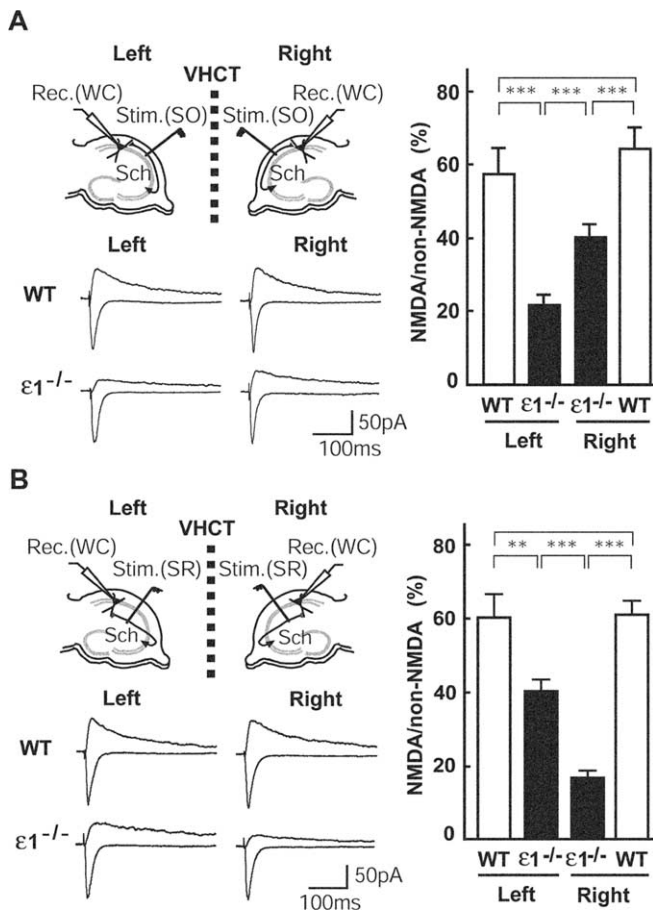 A
Left Right
VHCT
Rec.(WC) Stim.(SO) Stim.(SO) Rec.(WC)
Sch Sch
Left Right
WT
ε1-/-
50pA
100ms
NMDA/non-NMDA (%)
80
60
40
20
0
*** *** ***
WT ε1-/- ε1-/- WT
Left Right
B
Left Right
VHCT
Rec.(WC) Stim.(SR) Stim.(SR) Rec.(WC)
Sch Sch
Left Right
WT
ε1-/-
50pA
100ms
NMDA/non-NMDA (%)
80
60
40
20
0
** *** ***
WT ε1-/- ε1-/- WT
Left Right